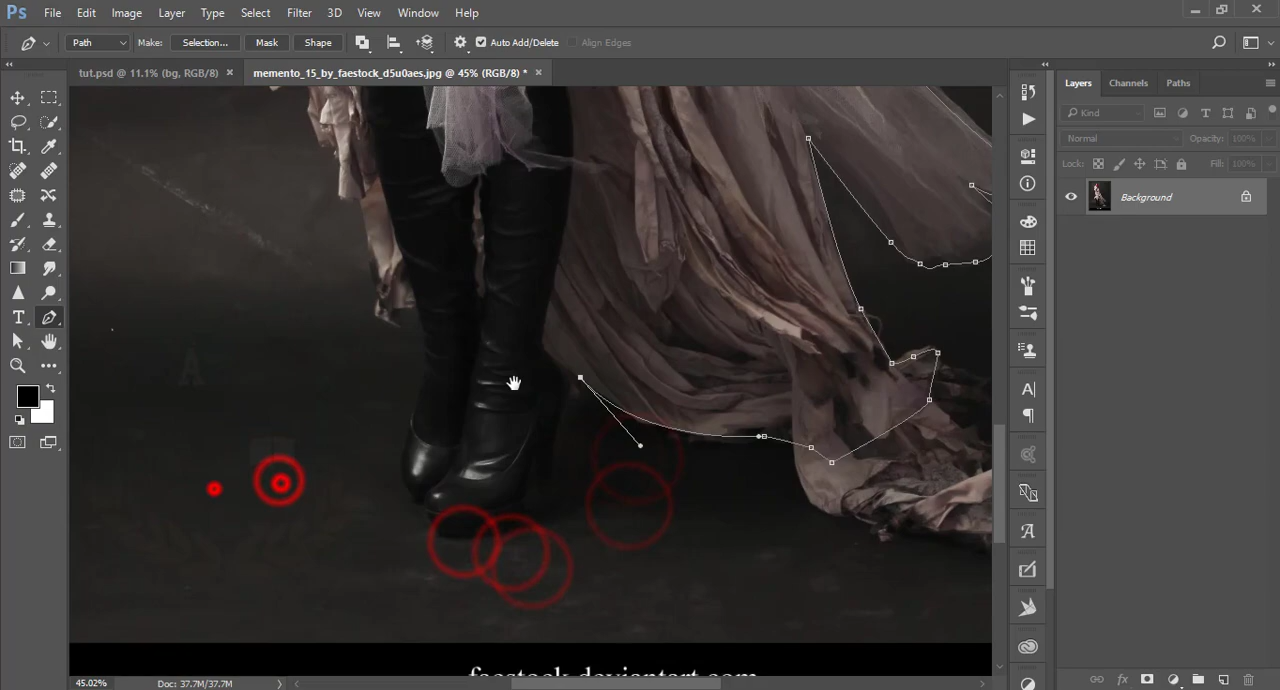 Ps File Edit Image Layer Type Select Filter 3D View Window Help
Path Make: Selection... Mask Shape Auto Add/Delete Align Edges
tut.psd @ 11.1% (bg, RGB/8) × memento_15_by_faestock_d5u0aes.jpg @ 45% (RGB/8) * ×
Layers Channels Paths
Kind
Normal Opacity: 100%
Lock: Fill: 100%
Background
faestock.deviantart.com
45.02% Doc: 37.7M/37.7M